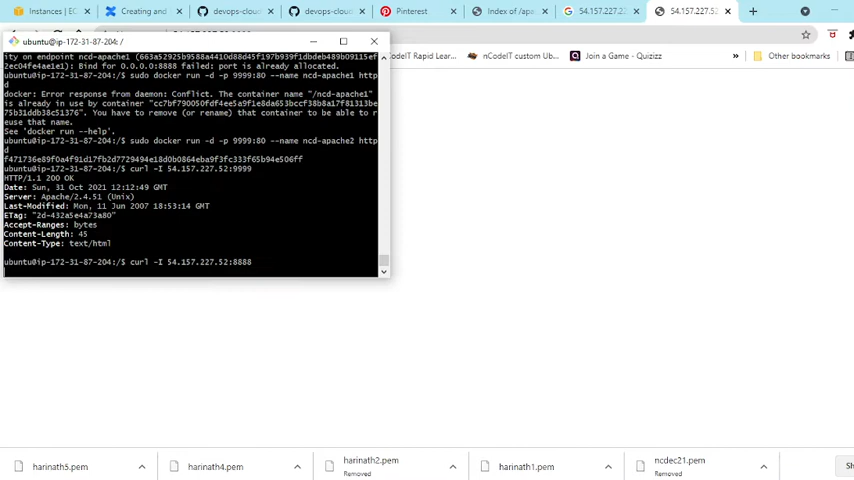 Instances | EC
Creating and
devops-clou
devops-clou
Pinterest
Index of /apa
54.157.227.5
54.157.227.52
ubuntu@ip-172-31-87-204: /
nCodeIT Rapid Lear...
nCodeIT custom Ub...
Join a Game - Quizizz
»
Other bookmarks
ity on endpoint ncd-apache1 (663a52925b9588a4410d88d45197b939f1dbdeb489b09115ef
2ec04fe4ae1e): Bind for 0.0.0.0:8888 failed: port is already allocated.
ubuntu@ip-172-31-87-204:/$ sudo docker run -d -p 9999:80 --name ncd-apache1 http
d
docker: Error response from daemon: Conflict. The container name "/ncd-apache1"
is already in use by container "cc7bf790050fdf4ee5a9f1e8da653bccf38b8a17f81313be
75b31ddb38c51376". You have to remove (or rename) that container to be able to r
euse that name.
See 'docker run --help'.
ubuntu@ip-172-31-87-204:/$ sudo docker run -d -p 9999:80 --name ncd-apache2 http
d
f471736e89f0a4f91d17fb2d7729494e18d0b0864eba9f3fc333f65b94e506ff
ubuntu@ip-172-31-87-204:/$ curl -I 54.157.227.52:9999
HTTP/1.1 200 OK
Date: Sun, 31 Oct 2021 12:12:49 GMT
Server: Apache/2.4.51 (Unix)
Last-Modified: Mon, 11 Jun 2007 18:53:14 GMT
ETag: "2d-432a5e4a73a80"
Accept-Ranges: bytes
Content-Length: 45
Content-Type: text/html
ubuntu@ip-172-31-87-204:/$ curl -I 54.157.227.52:8888
harinath5.pem
harinath4.pem
harinath2.pem
Removed
harinath1.pem
ncdec21.pem
Removed
Sh